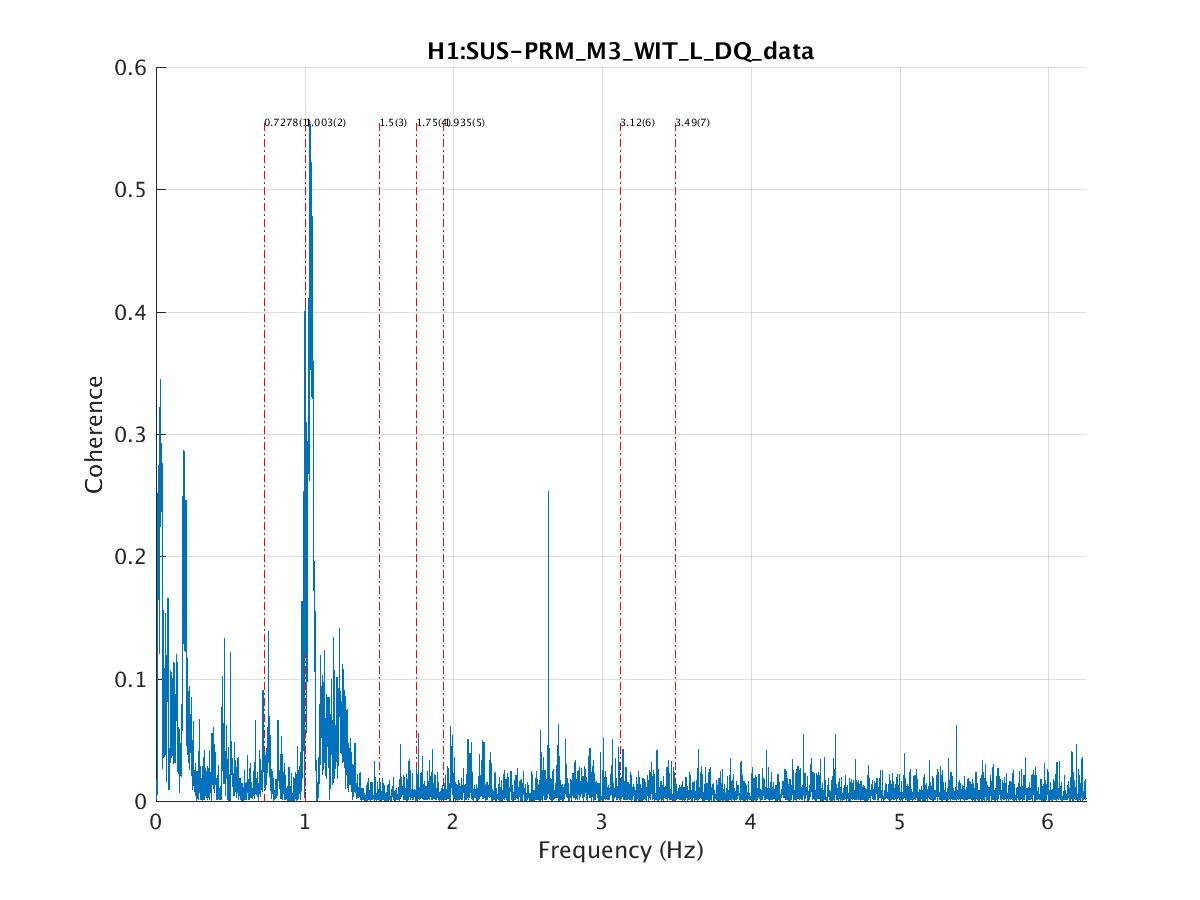 H1:SUS-PRM_M3_WIT_L_DQ_data
0.6
0.5
0.4
0.3
0.2
0.1
0
Coherence
0.7278(1) 1.003(2) 1.5(3) 1.75(4) 1.935(5) 3.12(6) 3.49(7)
0 1 2 3 4 5 6
Frequency (Hz)